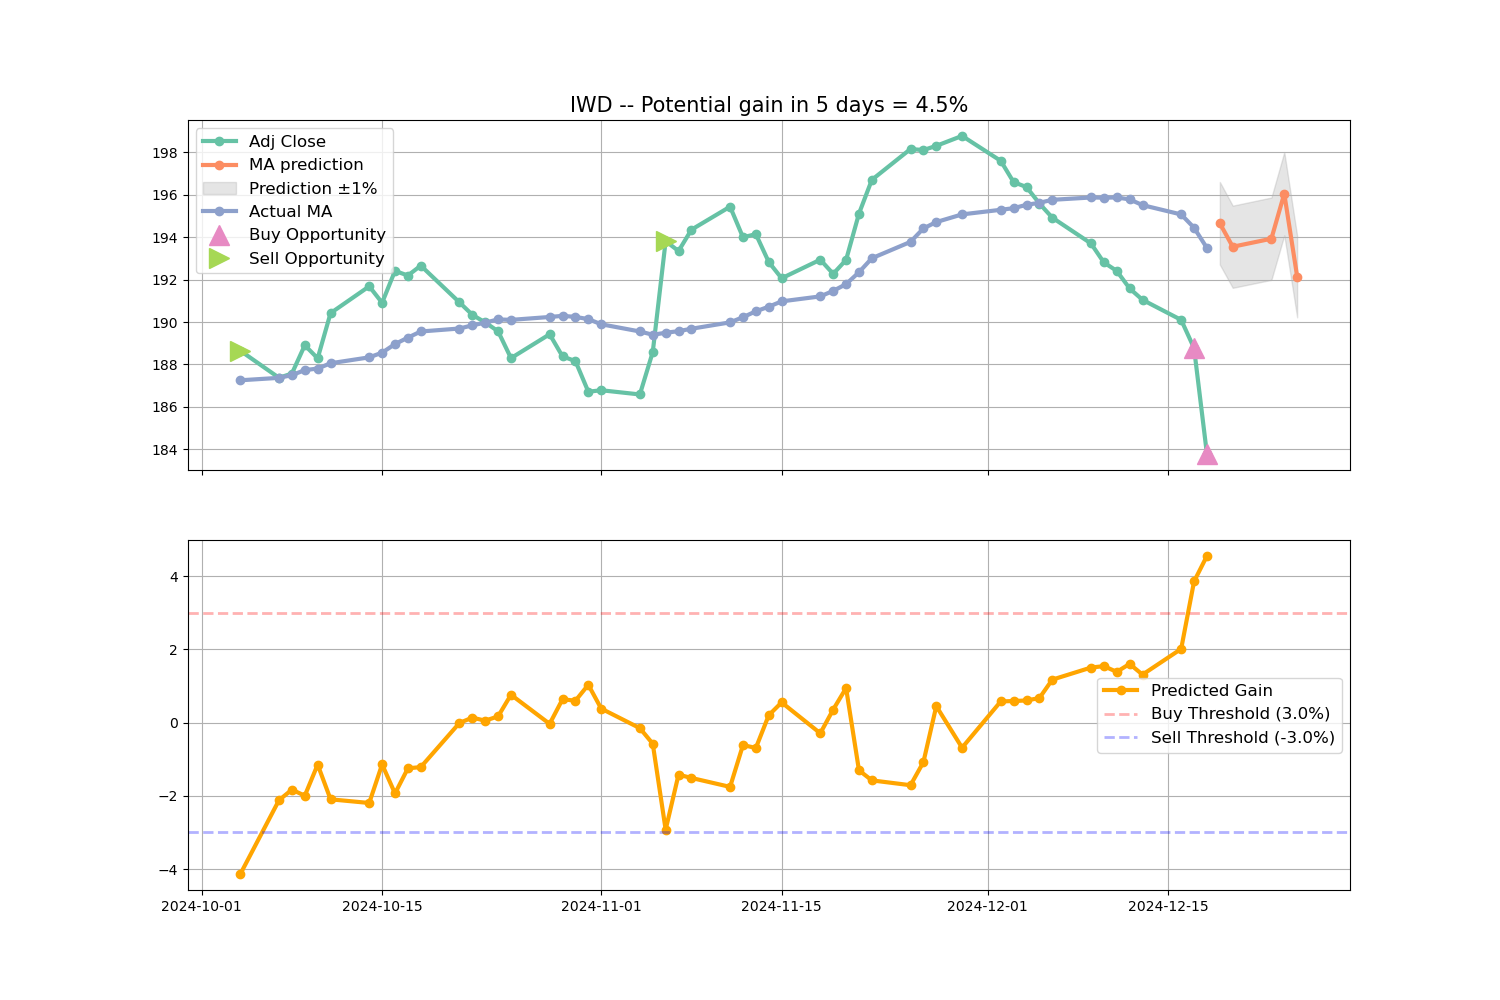 IWD -- Potential gain in 5 days = 4.5%
198
196
194
192
190
188
186
184
Adj Close
MA prediction
Prediction ±1%
Actual MA
Buy Opportunity
Sell Opportunity
4
2
0
−2
−4
Predicted Gain
Buy Threshold (3.0%)
Sell Threshold (-3.0%)
2024-10-01 2024-10-15 2024-11-01 2024-11-15 2024-12-01 2024-12-15